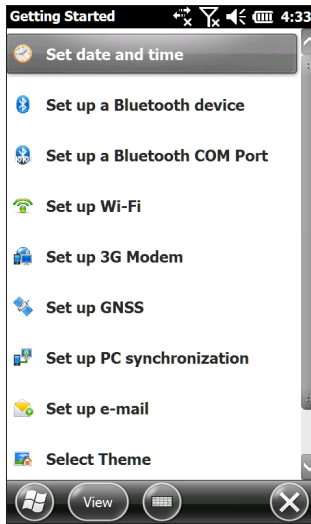 Getting Started 4:33
Set date and time
Set up a Bluetooth device
Set up a Bluetooth COM Port
Set up Wi-Fi
Set up 3G Modem
Set up GNSS
Set up PC synchronization
Set up e-mail
Select Theme
View